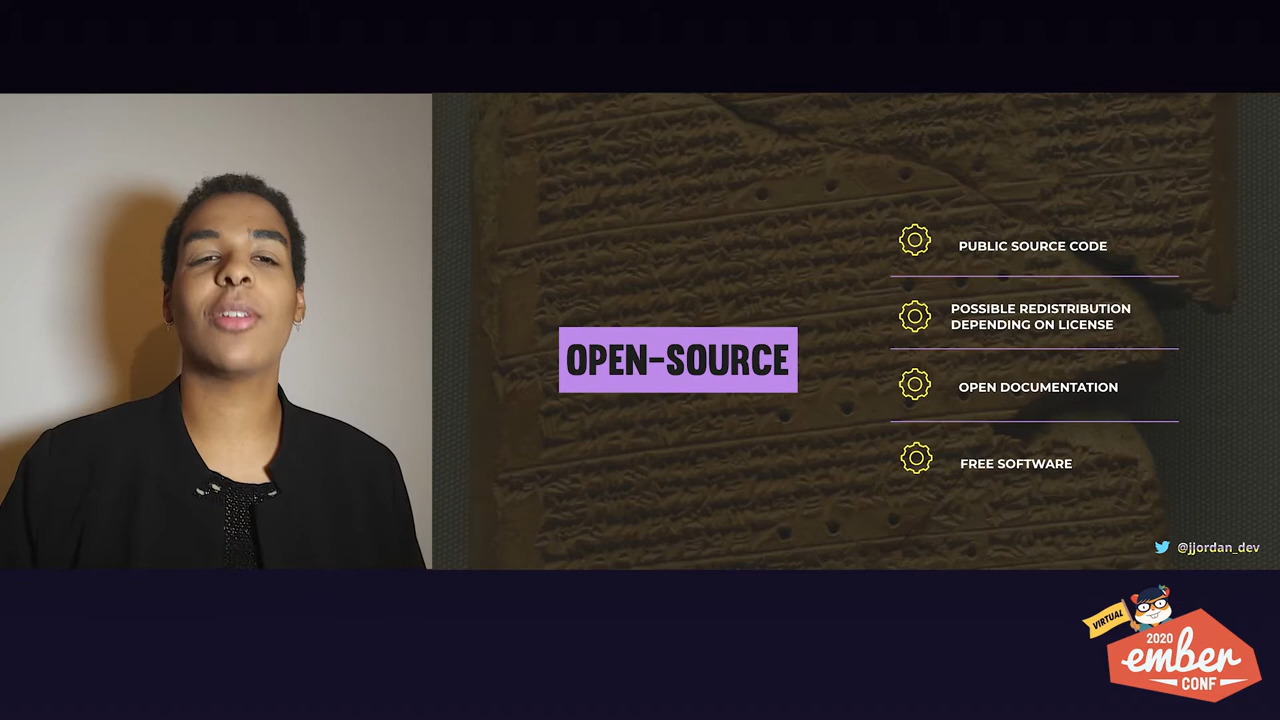 OPEN-SOURCE
PUBLIC SOURCE CODE
POSSIBLE REDISTRIBUTION
DEPENDING ON LICENSE
OPEN DOCUMENTATION
FREE SOFTWARE
@jjordan_dev
VIRTUAL
2020
ember
CONF